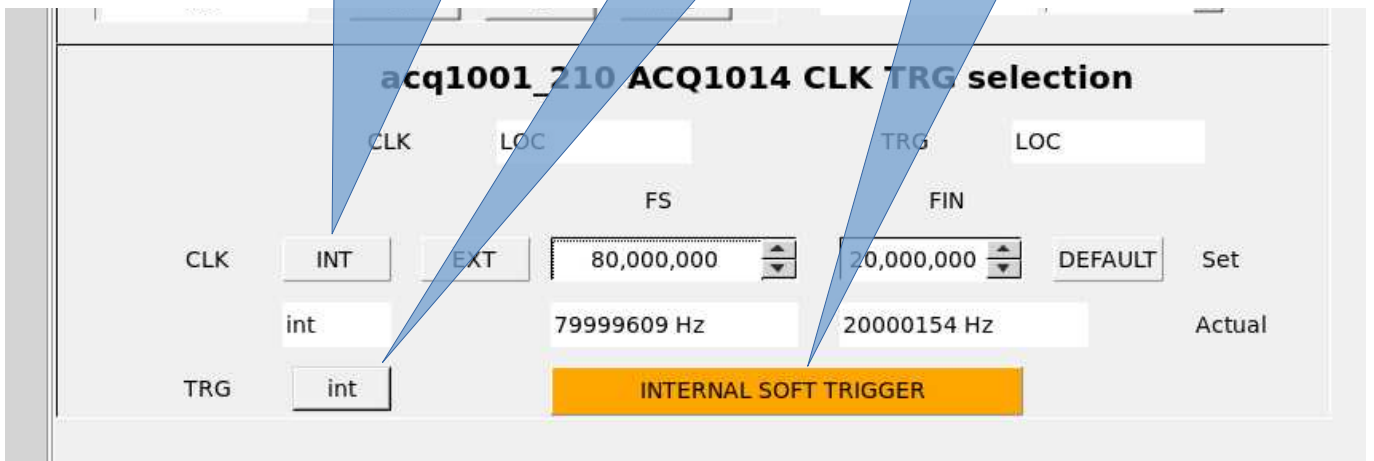 acq1001_210 ACQ1014 CLK TRG selection
CLK LOC TRG LOC
FS FIN
CLK INT EXT 80,000,000 20,000,000 DEFAULT Set
int 79999609 Hz 20000154 Hz Actual
TRG int INTERNAL SOFT TRIGGER